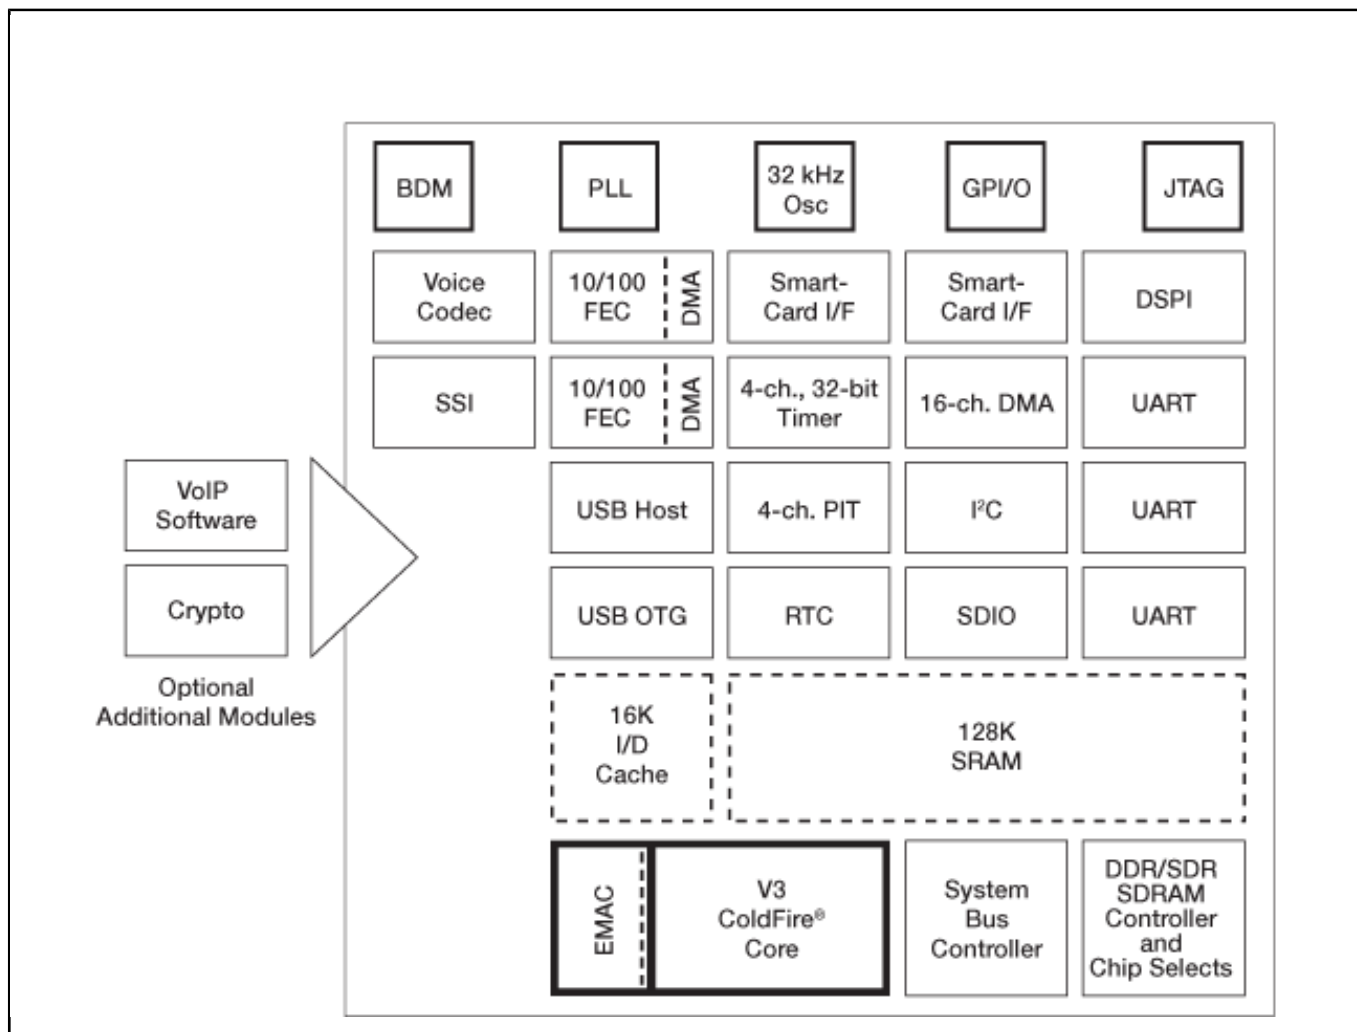 BDM
PLL
32 kHz
Osc
GPI/O
JTAG
Voice
Codec
10/100
FEC
DMA
Smart-
Card I/F
Smart-
Card I/F
DSPI
SSI
10/100
FEC
DMA
4-ch., 32-bit
Timer
16-ch. DMA
UART
VoIP
Software
USB Host
4-ch. PIT
I²C
UART
Crypto
USB OTG
RTC
SDIO
UART
Optional
Additional Modules
16K
I/D
Cache
128K
SRAM
EMAC
V3
ColdFire®
Core
System
Bus
Controller
DDR/SDR
SDRAM
Controller
and
Chip Selects